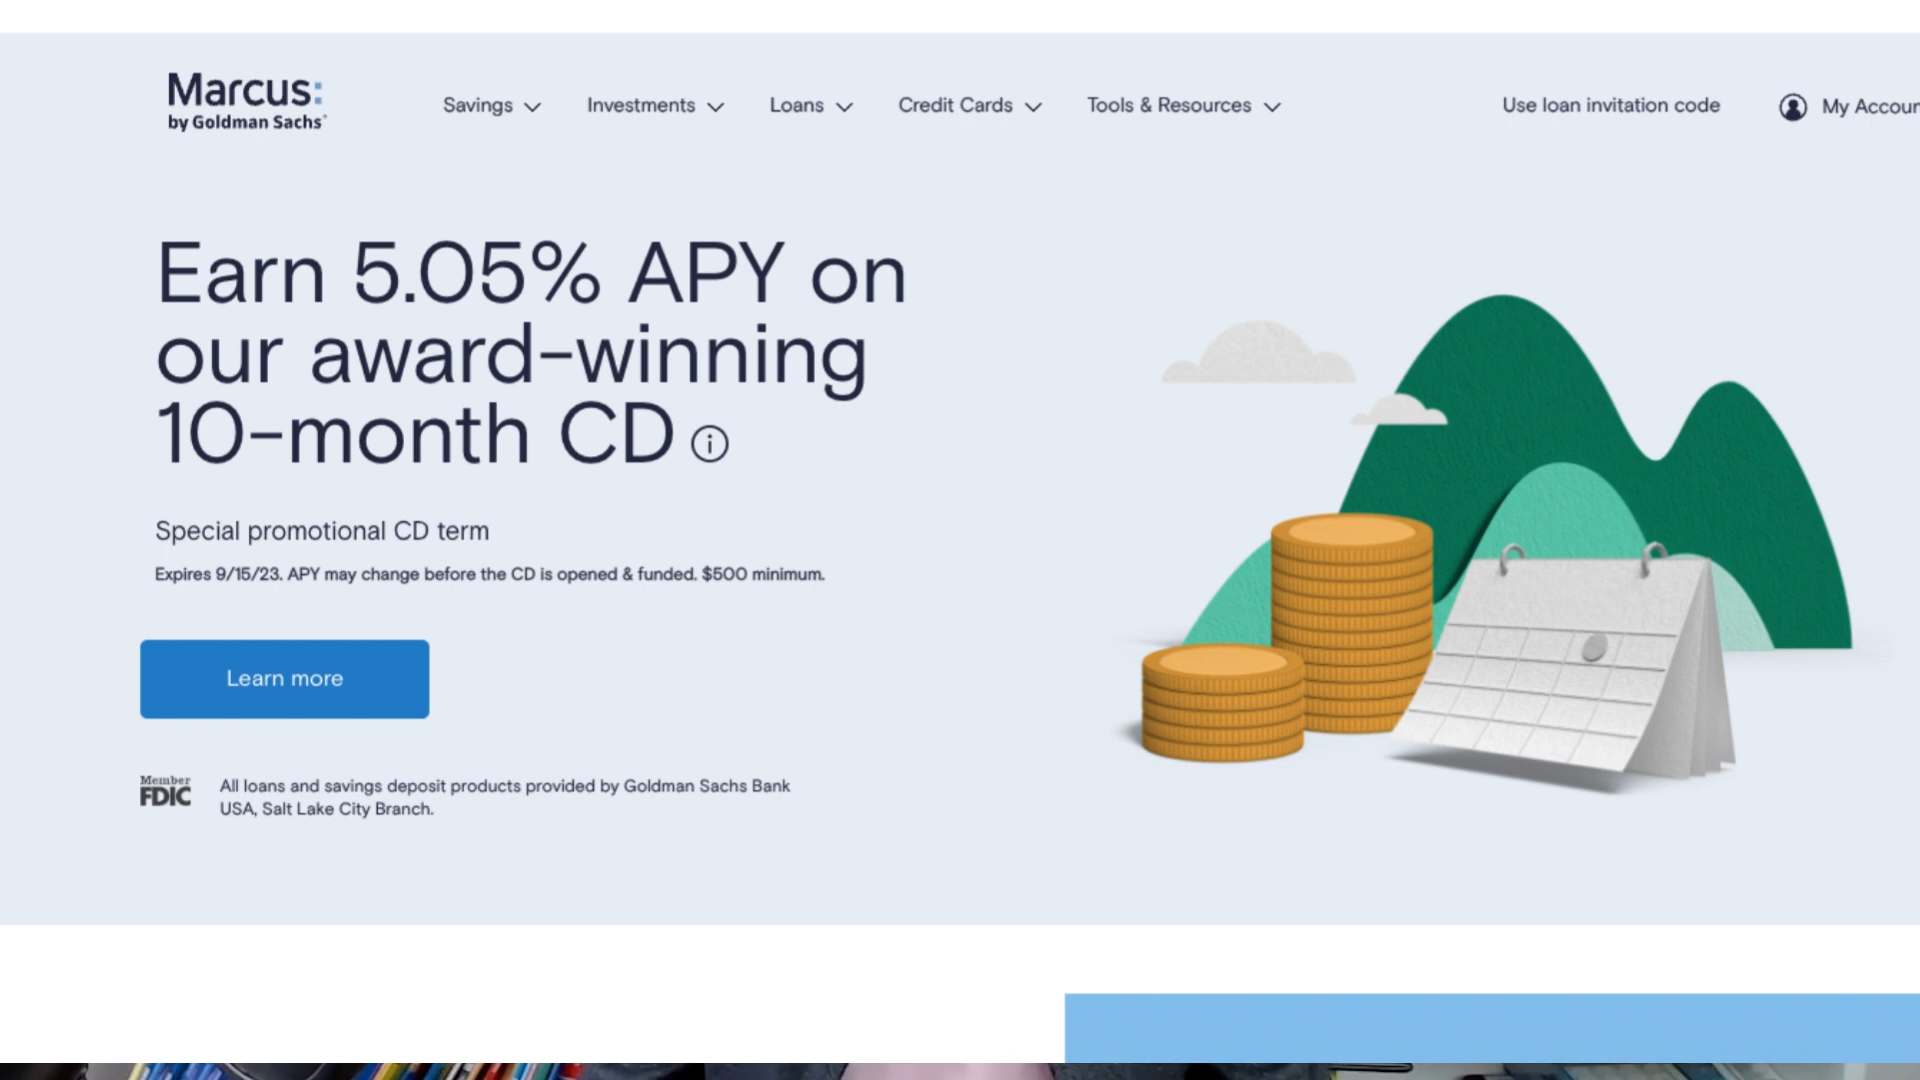 Marcus:
by Goldman Sachs®
Savings
Investments
Loans
Credit Cards
Tools & Resources
Use loan invitation code
My Accoun
Earn 5.05% APY on
our award-winning
10-month CD
Special promotional CD term
Expires 9/15/23. APY may change before the CD is opened & funded. $500 minimum.
Learn more
Member
FDIC
All loans and savings deposit products provided by Goldman Sachs Bank
USA, Salt Lake City Branch.